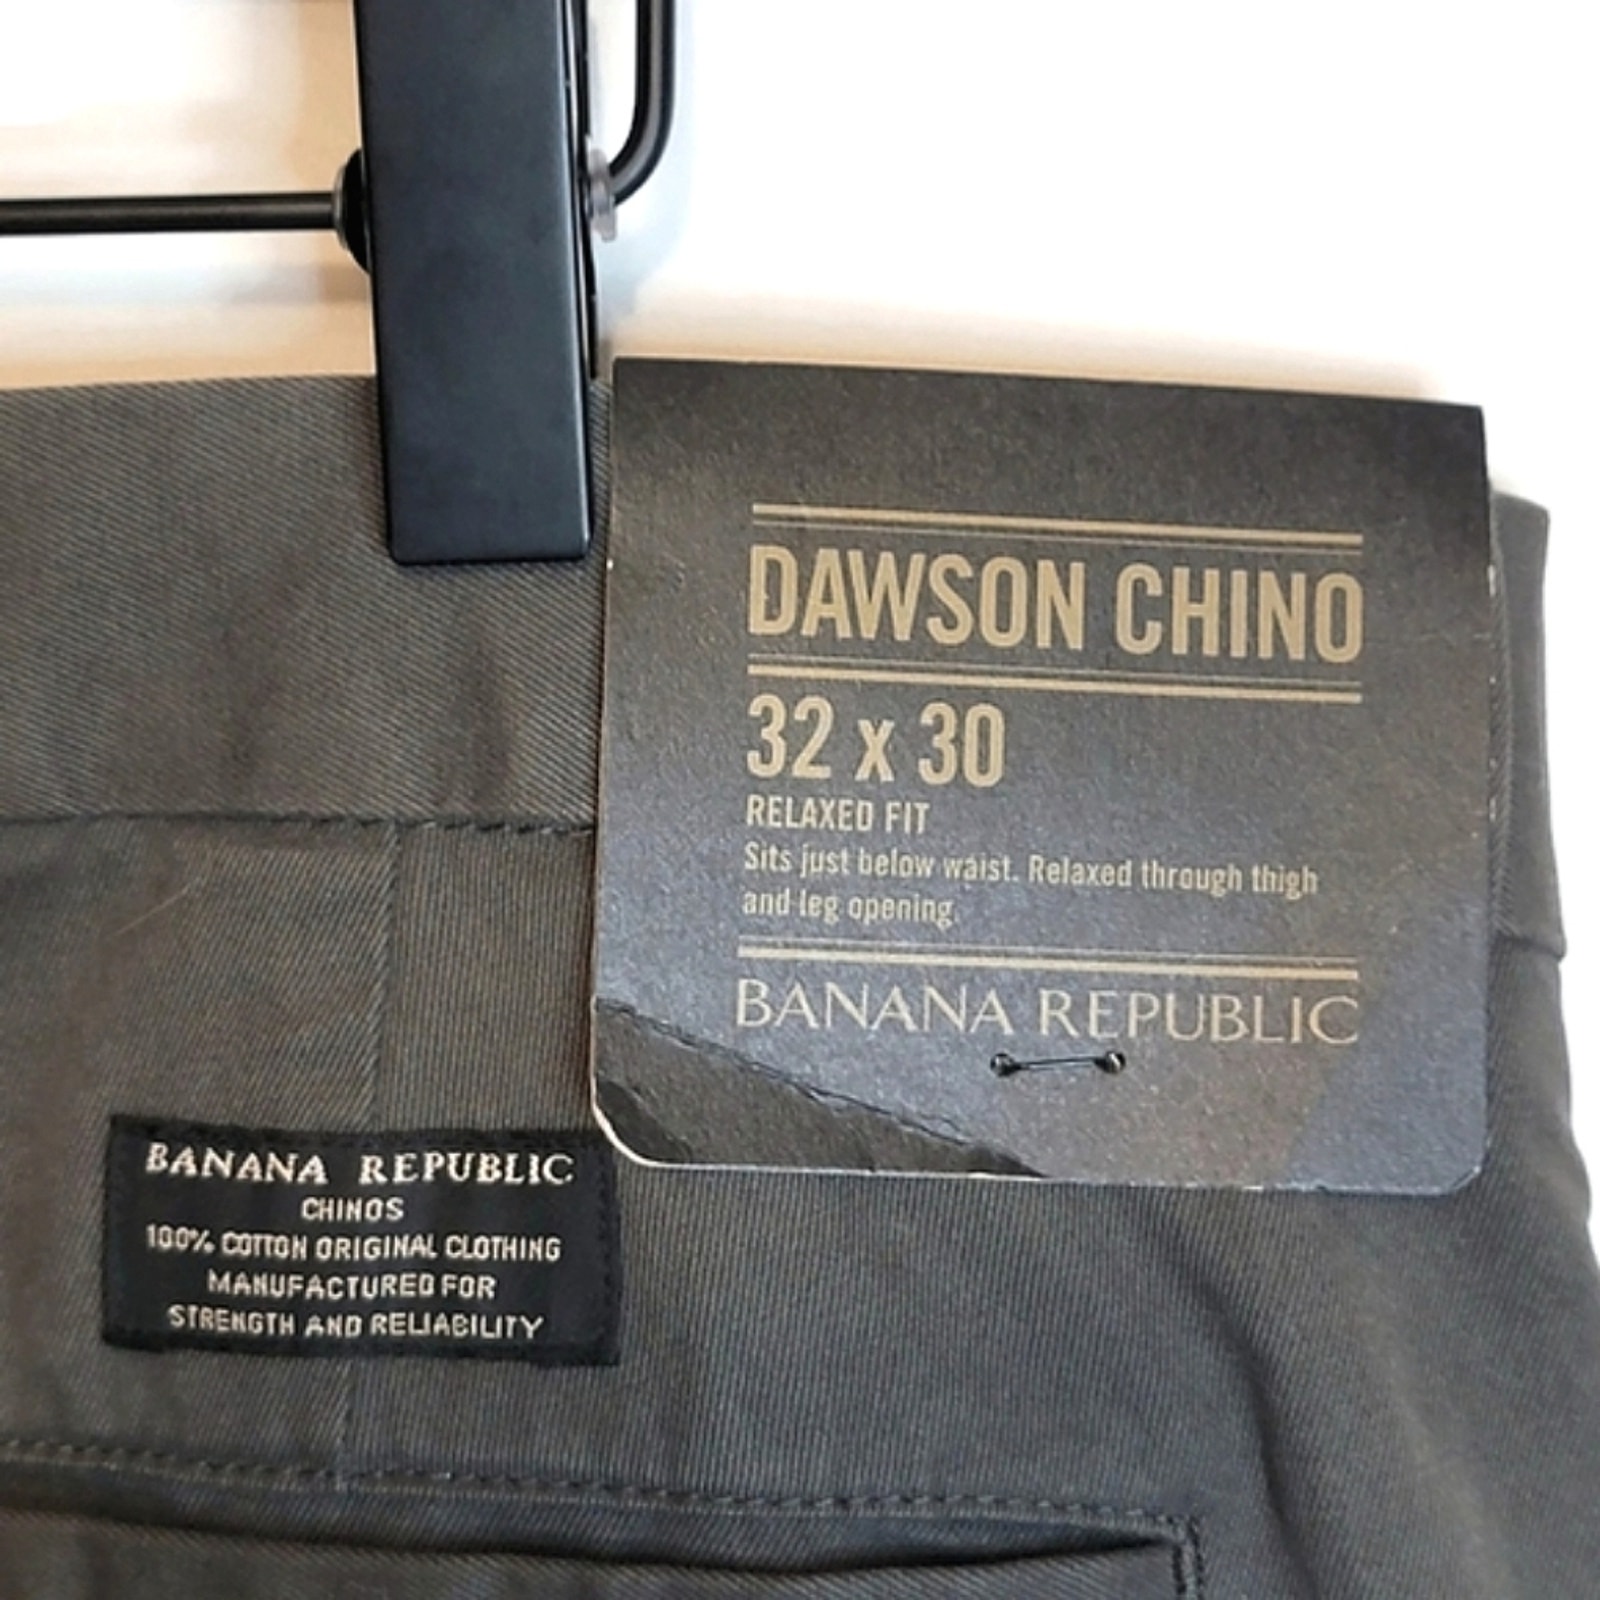 DAWSON CHINO
32 x 30
RELAXED FIT
Sits just below waist. Relaxed through thigh
and leg opening.
BANANA REPUBLIC
BANANA REPUBLIC
CHINOS
100% COTTON ORIGINAL CLOTHING
MANUFACTURED FOR
STRENGTH AND RELIABILITY